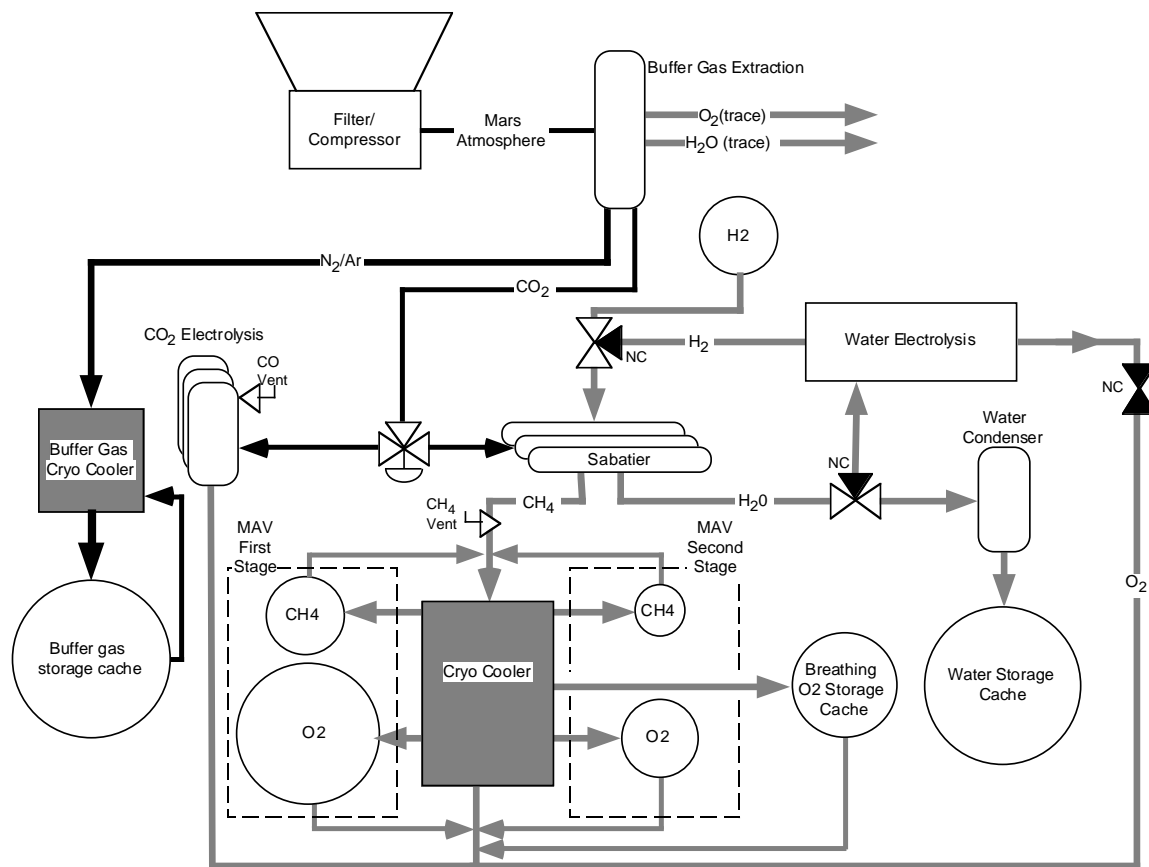 Buffer Gas Extraction
Filter/
Compressor
Mars
Atmosphere
O2(trace)
H2O (trace)
H2
N2/Ar
CO2
CO2 Electrolysis
CO
Vent
NC
H2
Water Electrolysis
NC
Buffer Gas
Cryo Cooler
Sabatier
Water
Condenser
NC
CH4
Vent
CH4
H20
MAV
First
Stage
MAV
Second
Stage
O2
CH4
CH4
Buffer gas
storage cache
Cryo Cooler
Breathing
O2 Storage
Cache
Water Storage
Cache
O2
O2